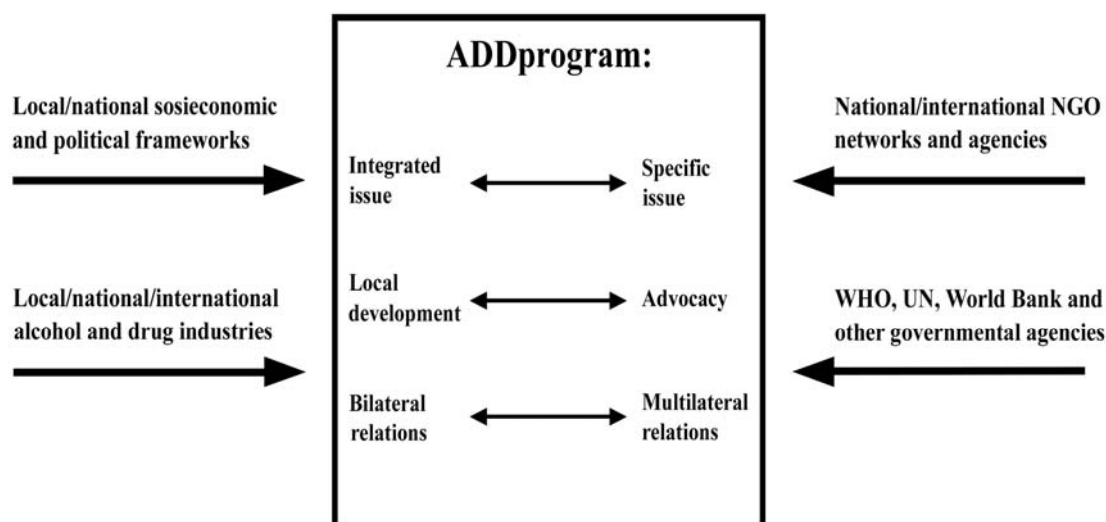 ADDprogram:
Local/national sosieconomic
and political frameworks
Local/national/international
alcohol and drug industries
Integrated
issue
Specific
issue
Local
development
Advocacy
Bilateral
relations
Multilateral
relations
National/international NGO
networks and agencies
WHO, UN, World Bank and
other governmental agencies